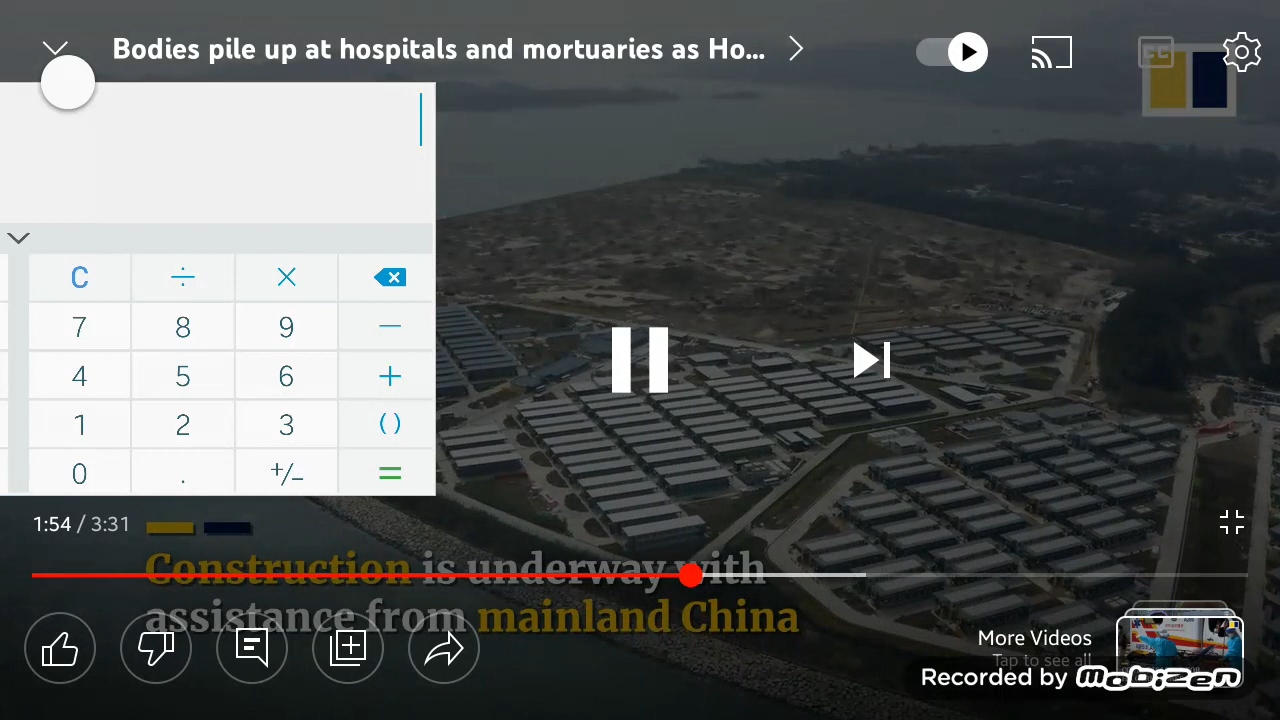 Bodies pile up at hospitals and mortuaries as Ho...
CC
C ÷ ×
7 8 9 −
4 5 6 +
1 2 3 ()
0 . +/− =
1:54 / 3:31
Construction is underway with
assistance from mainland China
More Videos
Tap to see all
Recorded by MOBIZEN